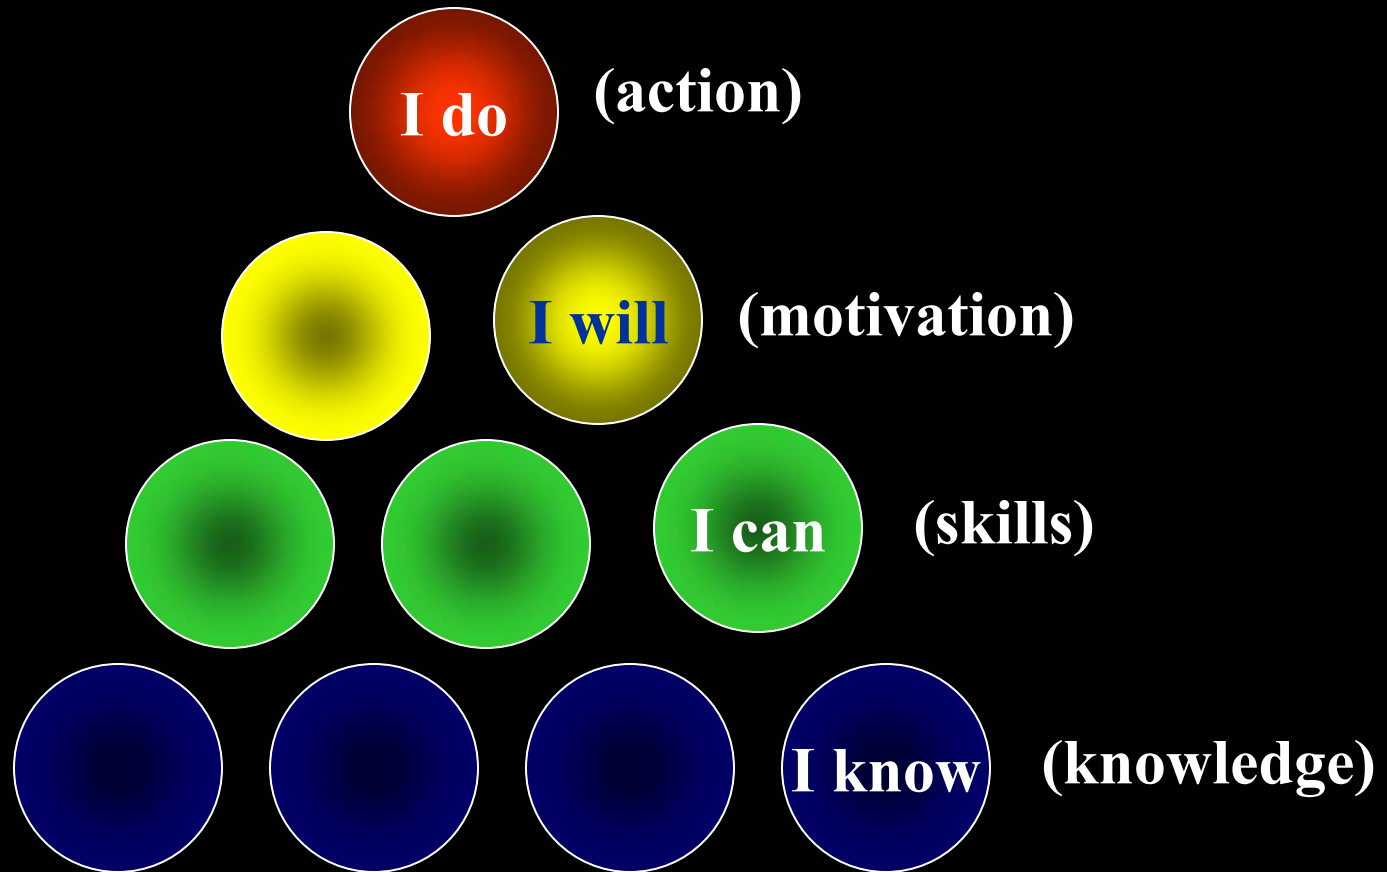 I do (action)
I will (motivation)
I can (skills)
I know (knowledge)